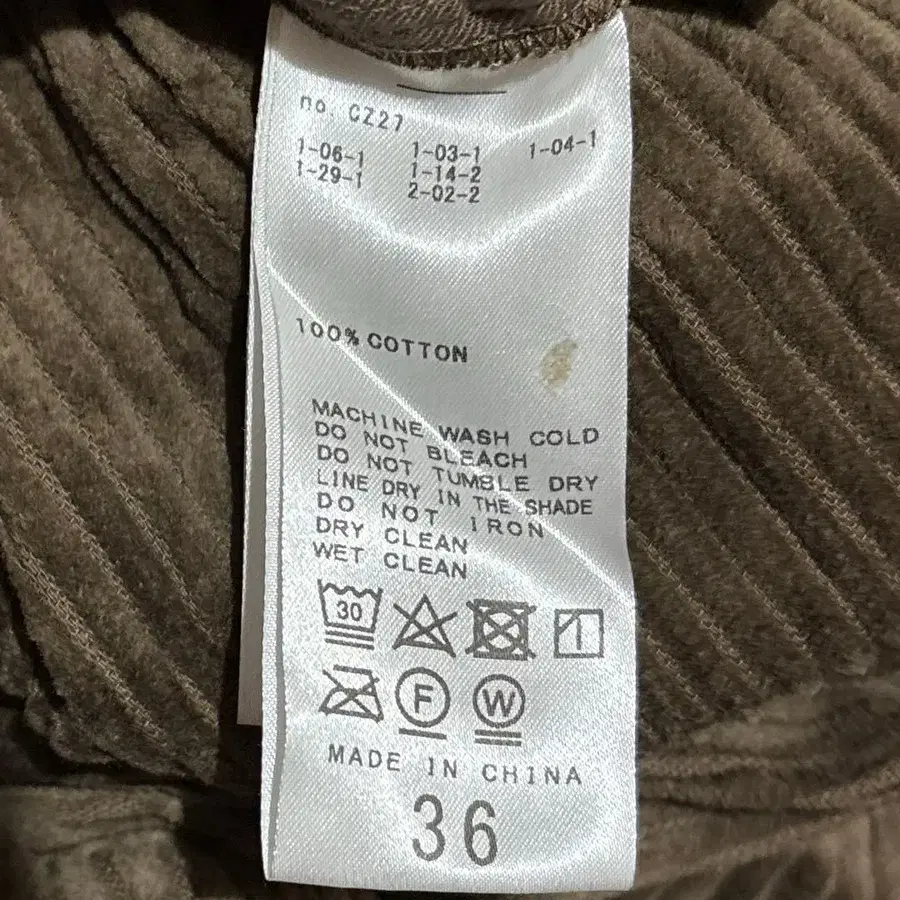 no. CZ27
1-06-1 1-03-1 1-04-1
1-29-1 1-14-2
2-02-2
100% COTTON
MACHINE WASH COLD
DO NOT BLEACH
DO NOT TUMBLE DRY
LINE DRY IN THE SHADE
DO NOT IRON
DRY CLEAN
WET CLEAN
30
F W
MADE IN CHINA
36